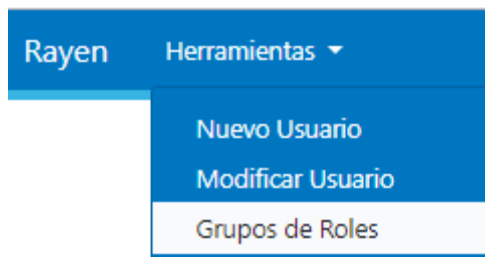 Rayen Herramientas
Nuevo Usuario
Modificar Usuario
Grupos de Roles